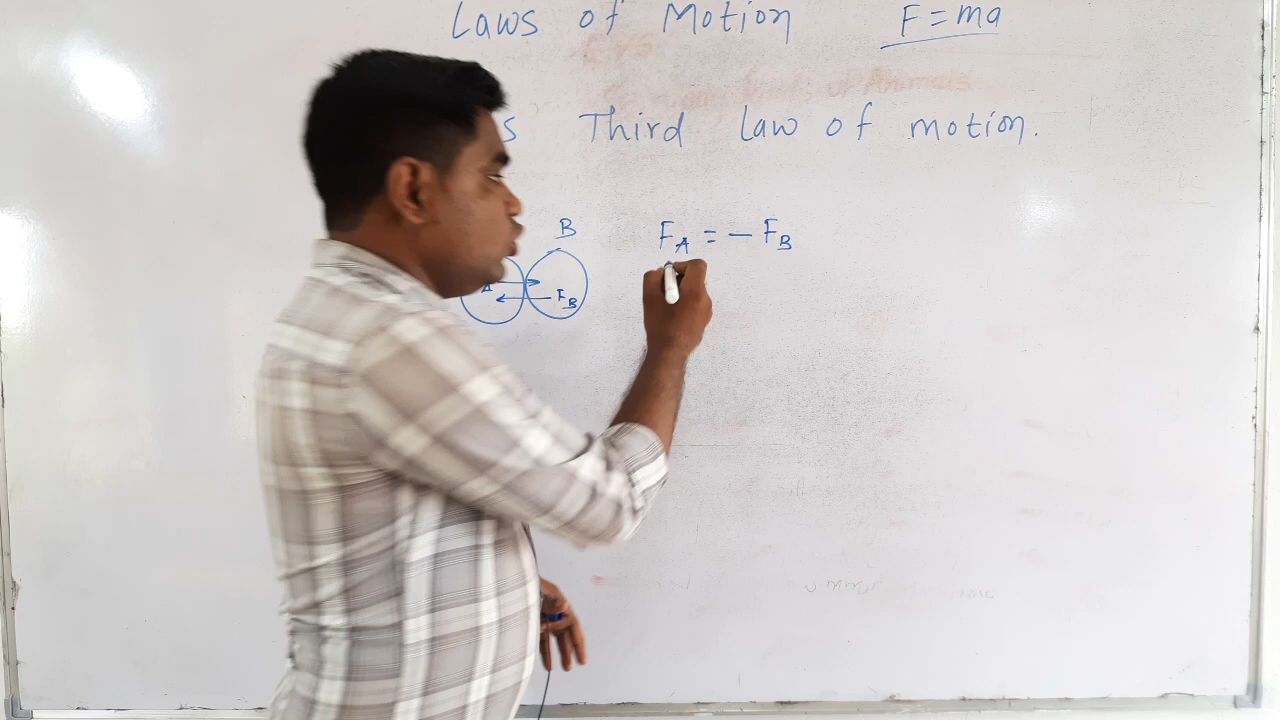 Laws of Motion F = ma
s Third law of motion.
B
F_A = - F_B
A
F_B